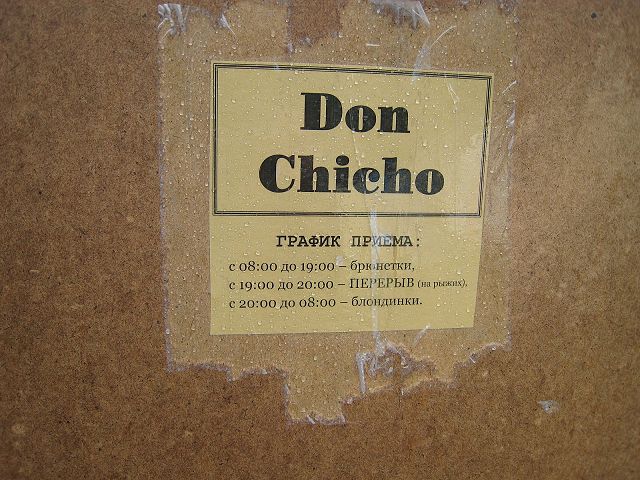 Don
Chicho
ГРАФИК ПРИЕМА:
с 08:00 до 19:00 – брюнетки,
с 19:00 до 20:00 – ПЕРЕРЫВ (на рыжих),
с 20:00 до 08:00 – блондинки.